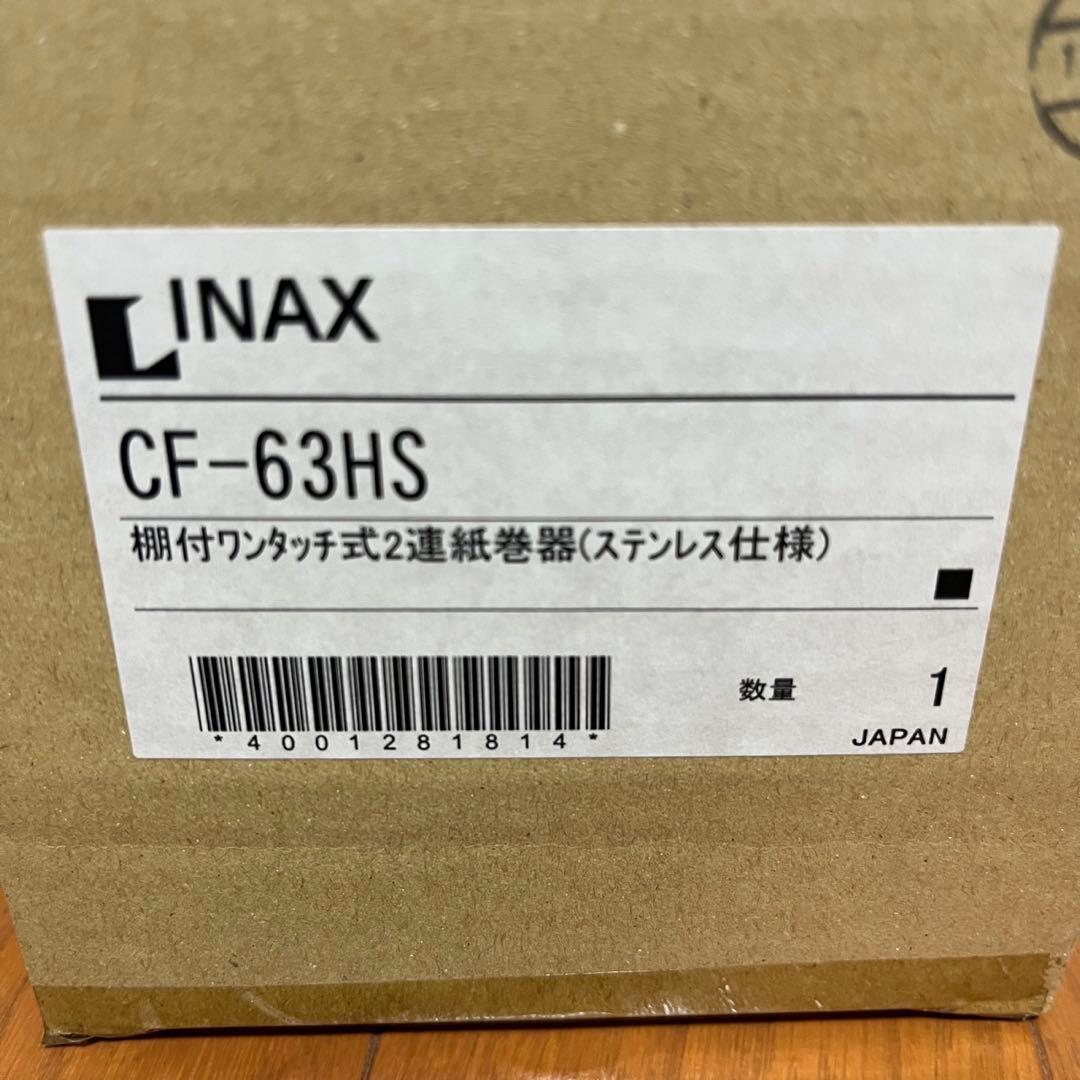 INAX
CF-63HS
棚付ワンタッチ式2連紙巻器(ステンレス仕様)
*4001281814*
数量 1
JAPAN